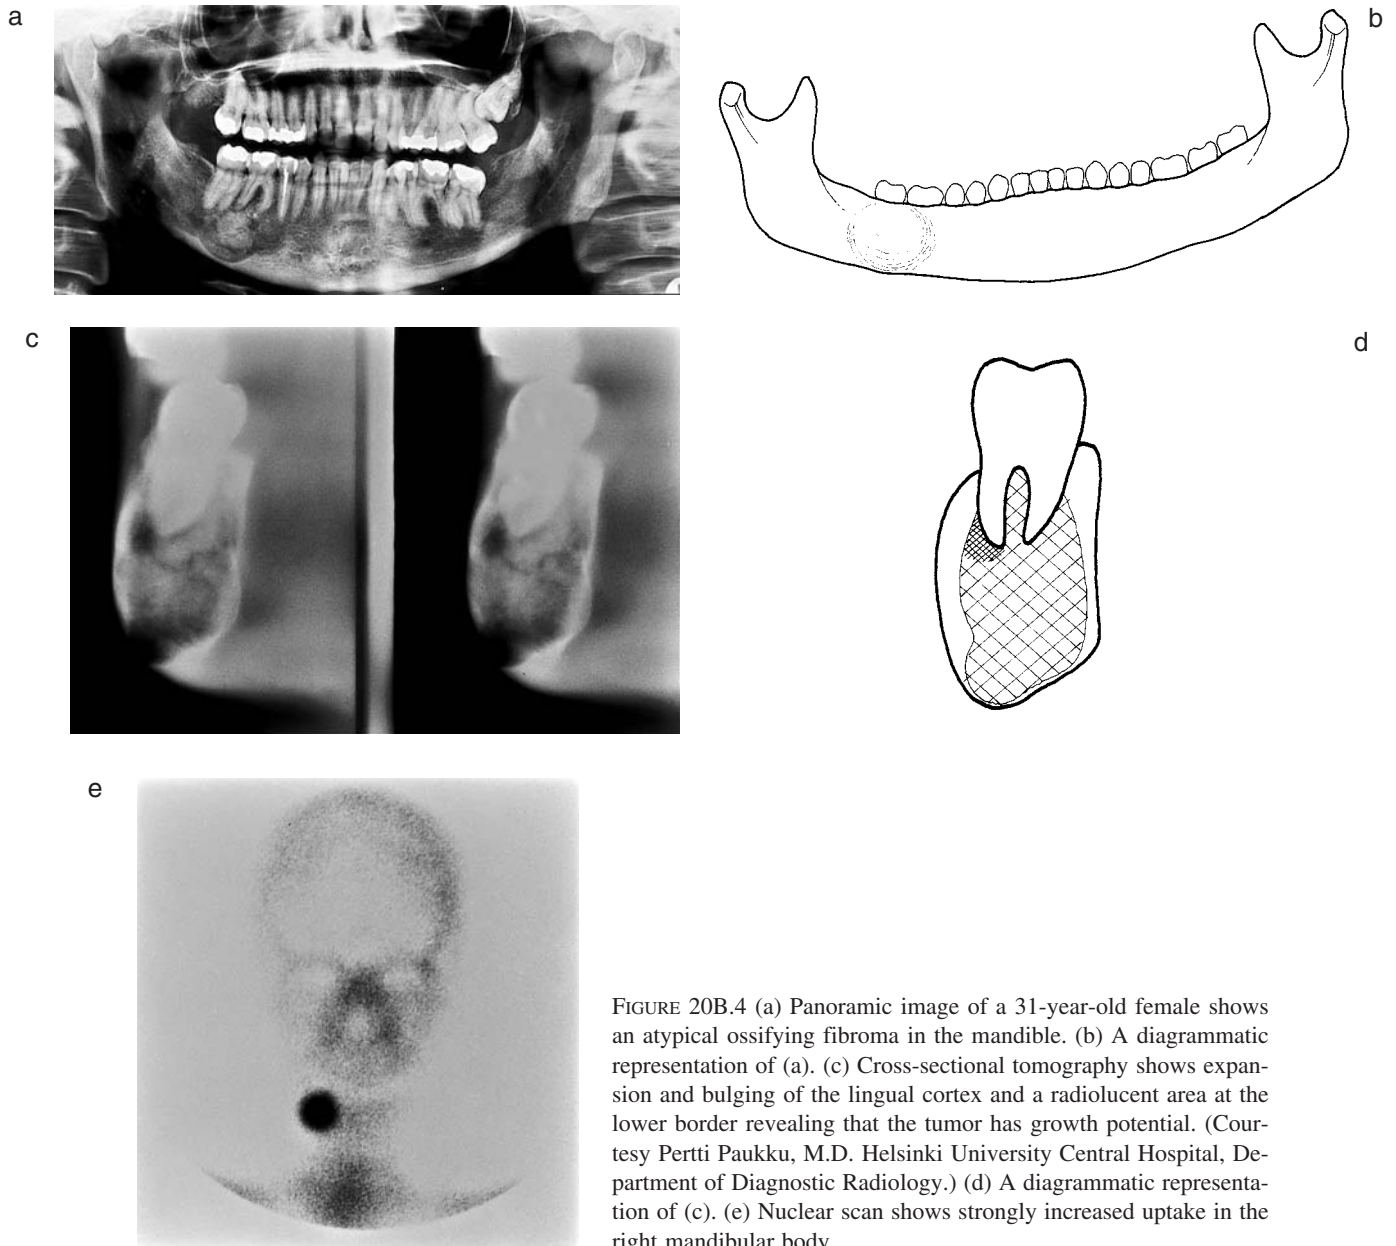 a
b
c
d
e
FIGURE 20B.4 (a) Panoramic image of a 31-year-old female shows
an atypical ossifying fibroma in the mandible. (b) A diagrammatic
representation of (a). (c) Cross-sectional tomography shows expan-
sion and bulging of the lingual cortex and a radiolucent area at the
lower border revealing that the tumor has growth potential. (Cour-
tesy Pertti Paukku, M.D. Helsinki University Central Hospital, De-
partment of Diagnostic Radiology.) (d) A diagrammatic representa-
tion of (c). (e) Nuclear scan shows strongly increased uptake in the
right mandibular body.